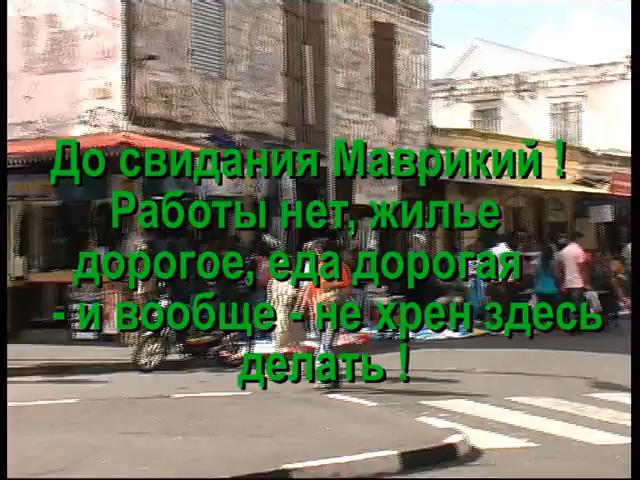 До свидания Маврикий !
Работы нет, жилье
дорогое, еда дорогая
- и вообще - не хрен здесь
делать !